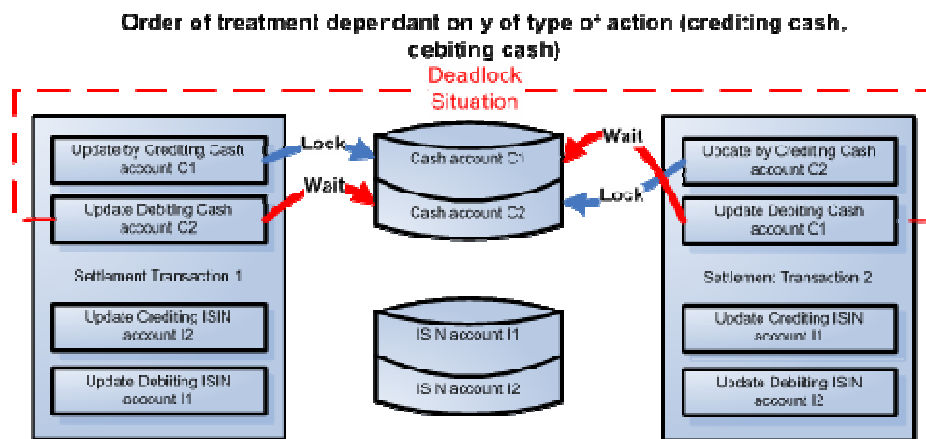 Order of treatment dependant on y of type of action (crediting cash,
cebiting cash)
Deadlock
Situation
Update by Crediting Cash
account C1
Lock
Update Debiting Cash
account C2
Wait
Settlement Transaction 1
Update Crediting ISIN
account I2
Update Debiting ISIN
account I1
Cash account C1
Cash account C2
ISIN account I1
ISIN account I2
Wait
Update by Crediting Cash
account C2
Lock
Update Debiting Cash
account C1
Settlement Transaction 2
Update Crediting ISIN
account I1
Update Debiting ISIN
account I2